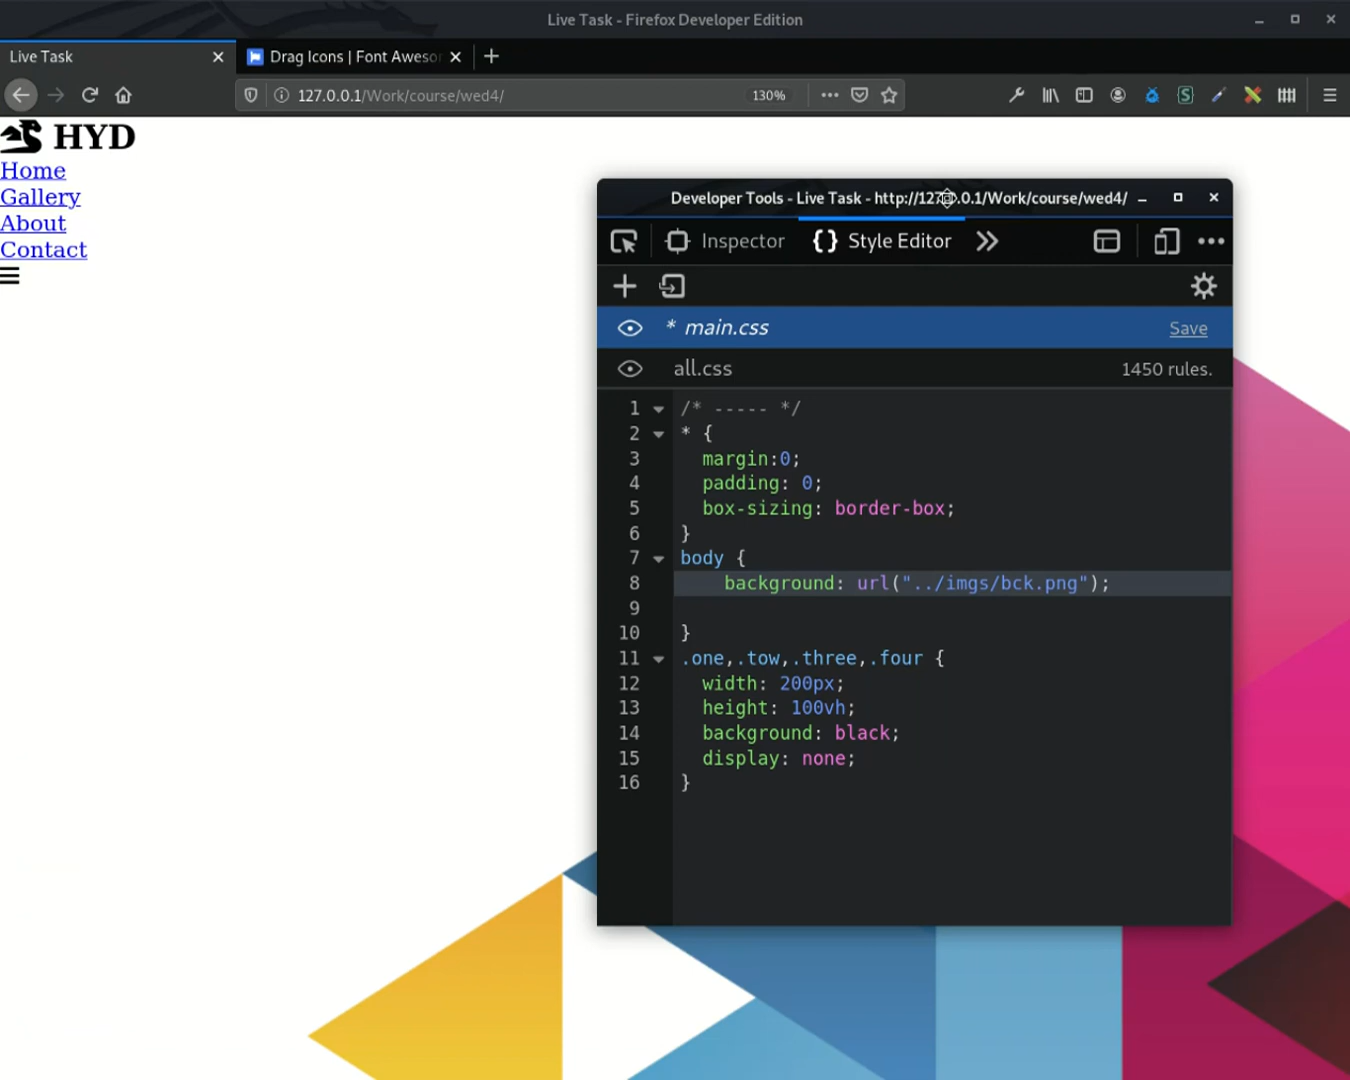 Live Task - Firefox Developer Edition
Live Task
Drag Icons | Font Aweso
127.0.0.1/Work/course/wed4/
130%
HYD
Home
Gallery
About
Contact
Developer Tools - Live Task - http://127.0.0.1/Work/course/wed4/
Inspector
{} Style Editor
* main.css
Save
all.css
1450 rules.
1 /* ----- */
2 * {
3 margin:0;
4 padding: 0;
5 box-sizing: border-box;
6 }
7 body {
8 background: url("../imgs/bck.png");
9
10 }
11 .one,.tow,.three,.four {
12 width: 200px;
13 height: 100vh;
14 background: black;
15 display: none;
16 }